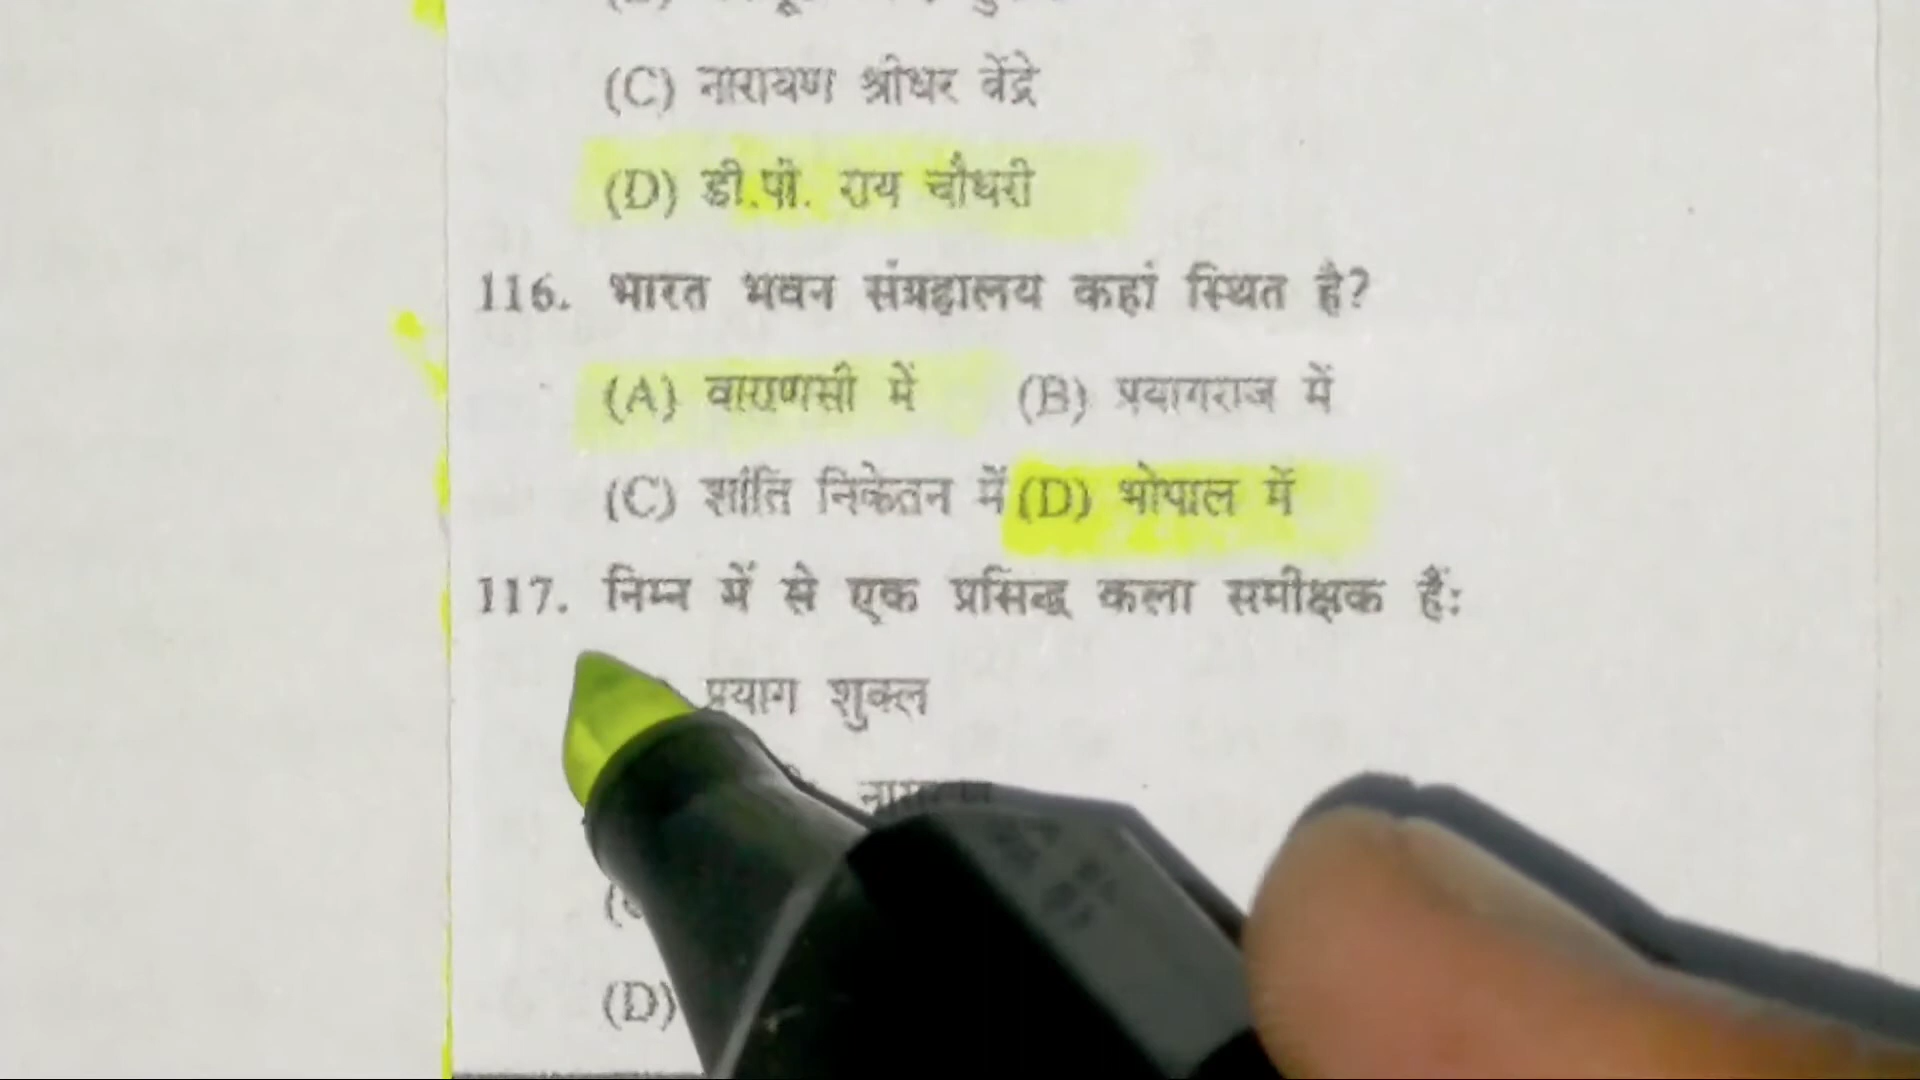 (C) नारायण श्रीधर बेंद्रे
(D) डी.पी. राय चौधरी
116. भारत भवन संग्रहालय कहां स्थित है?
(A) वाराणसी में (B) प्रयागराज में
(C) शांति निकेतन में (D) भोपाल में
117. निम्न में से एक प्रसिद्ध कला समीक्षक हैं:
प्रयाग शुक्ल
(D)